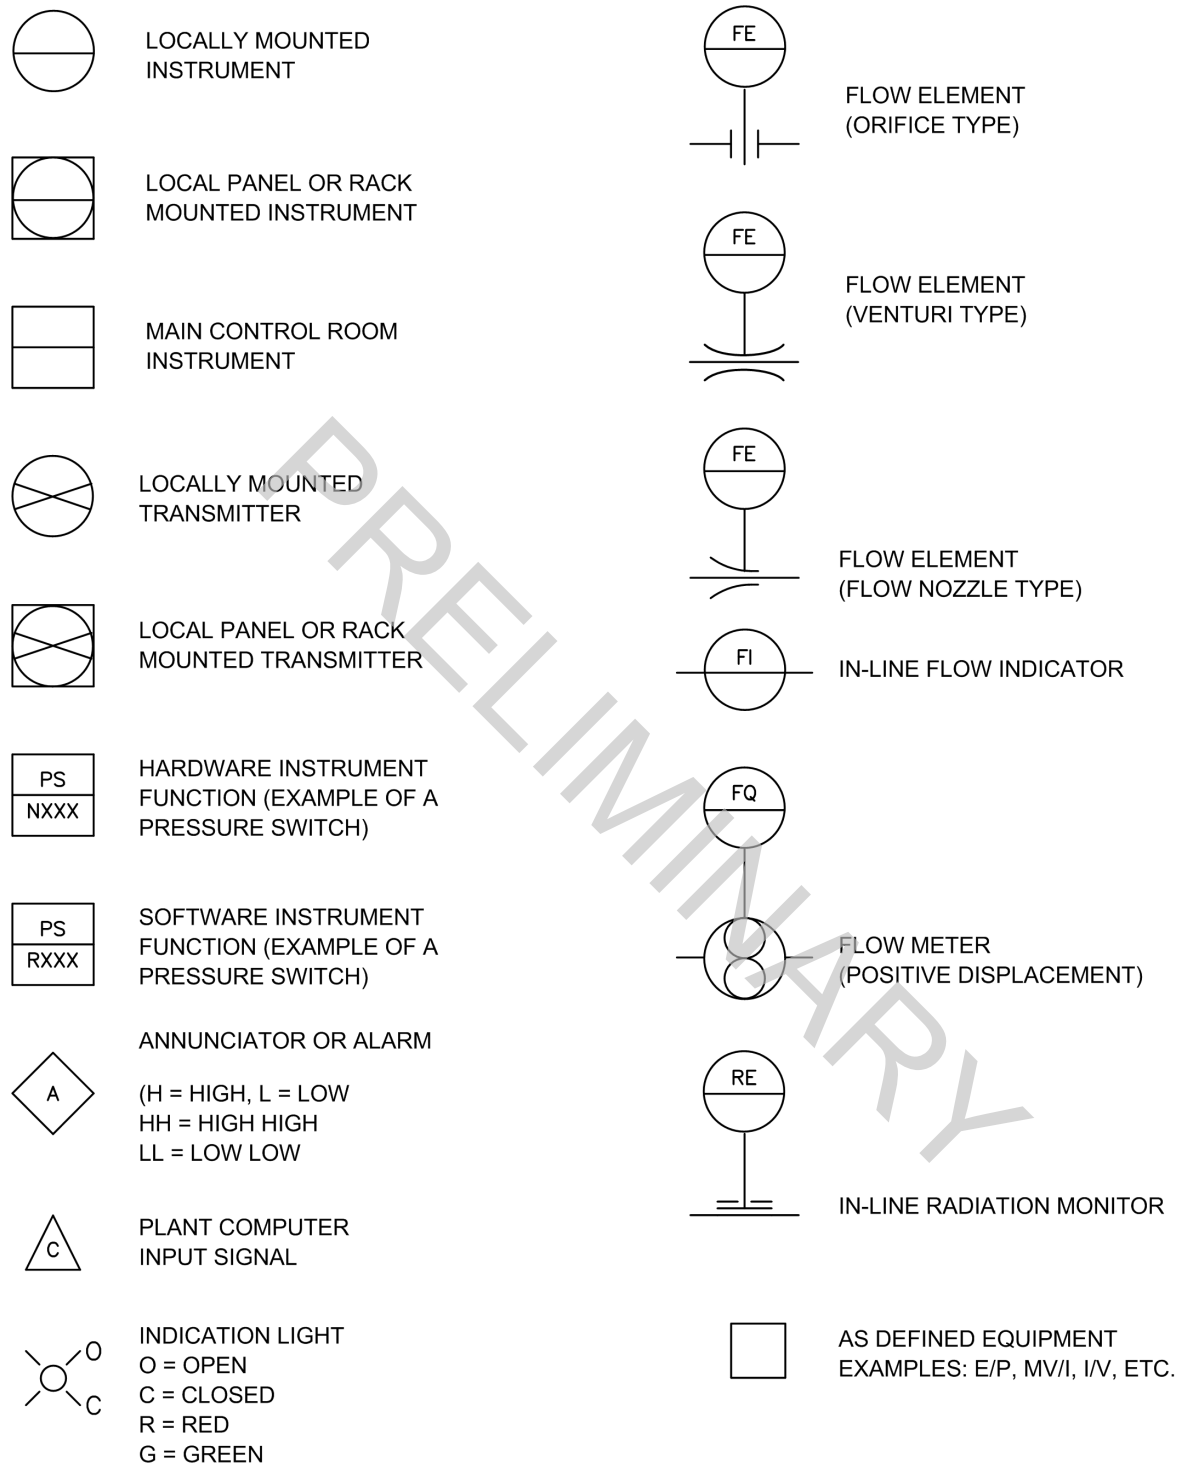 LOCALLY MOUNTED
INSTRUMENT
LOCAL PANEL OR RACK
MOUNTED INSTRUMENT
MAIN CONTROL ROOM
INSTRUMENT
LOCALLY MOUNTED
TRANSMITTER
LOCAL PANEL OR RACK
MOUNTED TRANSMITTER
PS
NXXX
HARDWARE INSTRUMENT
FUNCTION (EXAMPLE OF A
PRESSURE SWITCH)
PS
RXXX
SOFTWARE INSTRUMENT
FUNCTION (EXAMPLE OF A
PRESSURE SWITCH)
A
ANNUNCIATOR OR ALARM
(H = HIGH, L = LOW
HH = HIGH HIGH
LL = LOW LOW
C
PLANT COMPUTER
INPUT SIGNAL
O
C
INDICATION LIGHT
O = OPEN
C = CLOSED
R = RED
G = GREEN
FE
FLOW ELEMENT
(ORIFICE TYPE)
FE
FLOW ELEMENT
(VENTURI TYPE)
FE
FLOW ELEMENT
(FLOW NOZZLE TYPE)
FI
IN-LINE FLOW INDICATOR
FQ
FLOW METER
(POSITIVE DISPLACEMENT)
RE
IN-LINE RADIATION MONITOR
AS DEFINED EQUIPMENT
EXAMPLES: E/P, MV/I, I/V, ETC.
PRELIMINARY